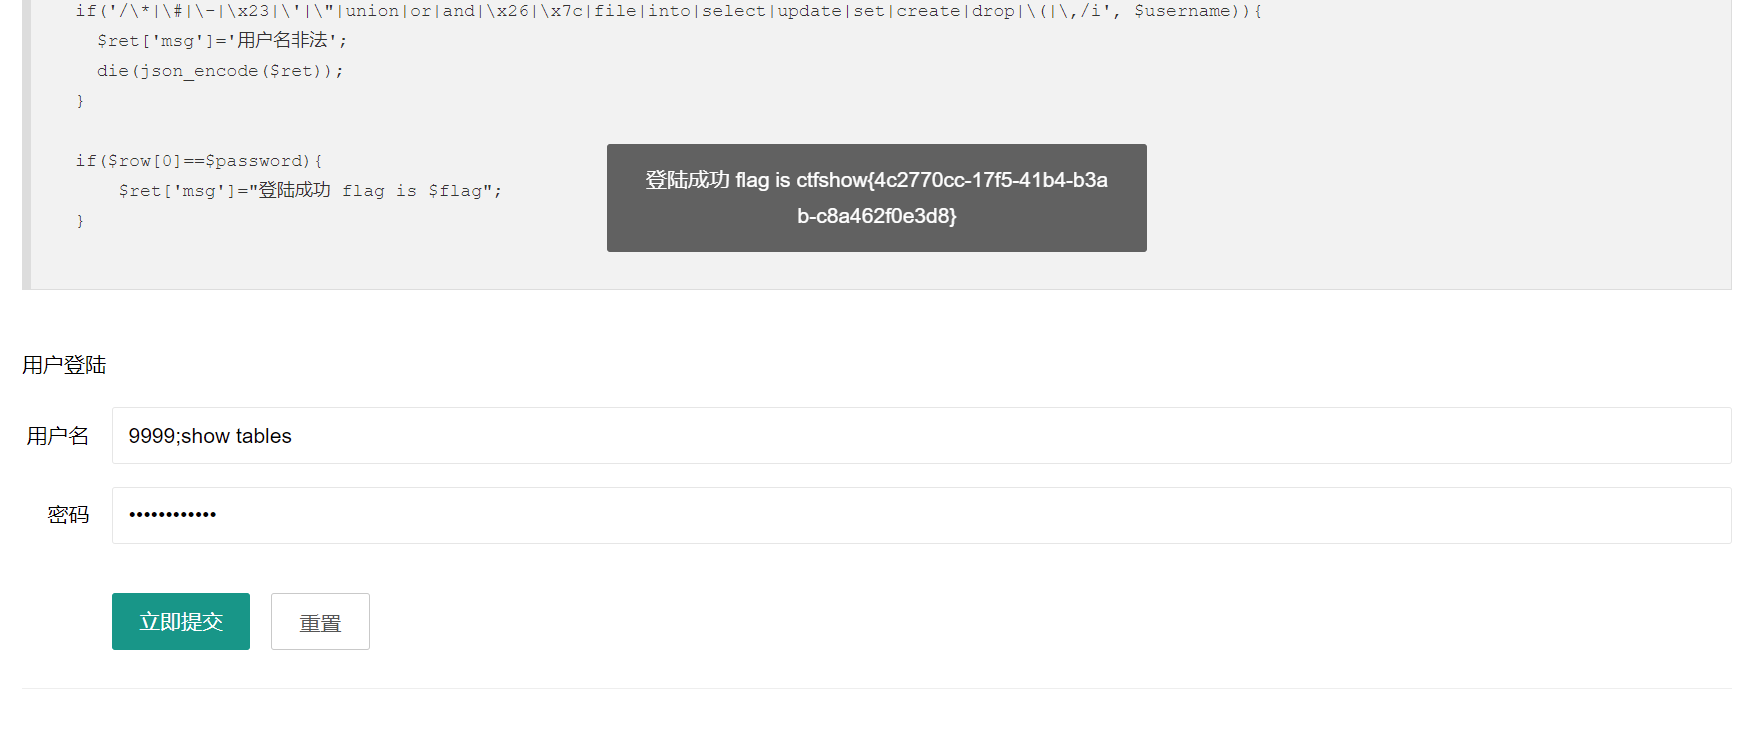 if('/\*|\#|\-|\x23|\'|\"|union|or|and|\x26|\x7c|file|into|select|update|set|create|drop|\(|\,/i', $username)){
$ret['msg']='用户名非法';
die(json_encode($ret));
}
if($row[0]==$password){
$ret['msg']="登陆成功 flag is $flag";
}
登陆成功 flag is ctfshow{4c2770cc-17f5-41b4-b3a
b-c8a462f0e3d8}
用户登陆
用户名 9999;show tables
密码 ••••••••••••
立即提交 重置